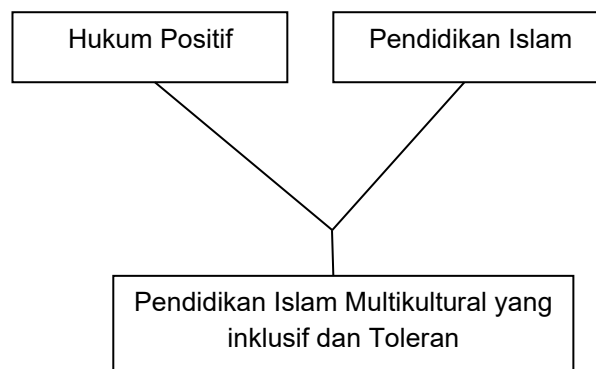 Hukum Positif
Pendidikan Islam
Pendidikan Islam Multikultural yang
inklusif dan Toleran